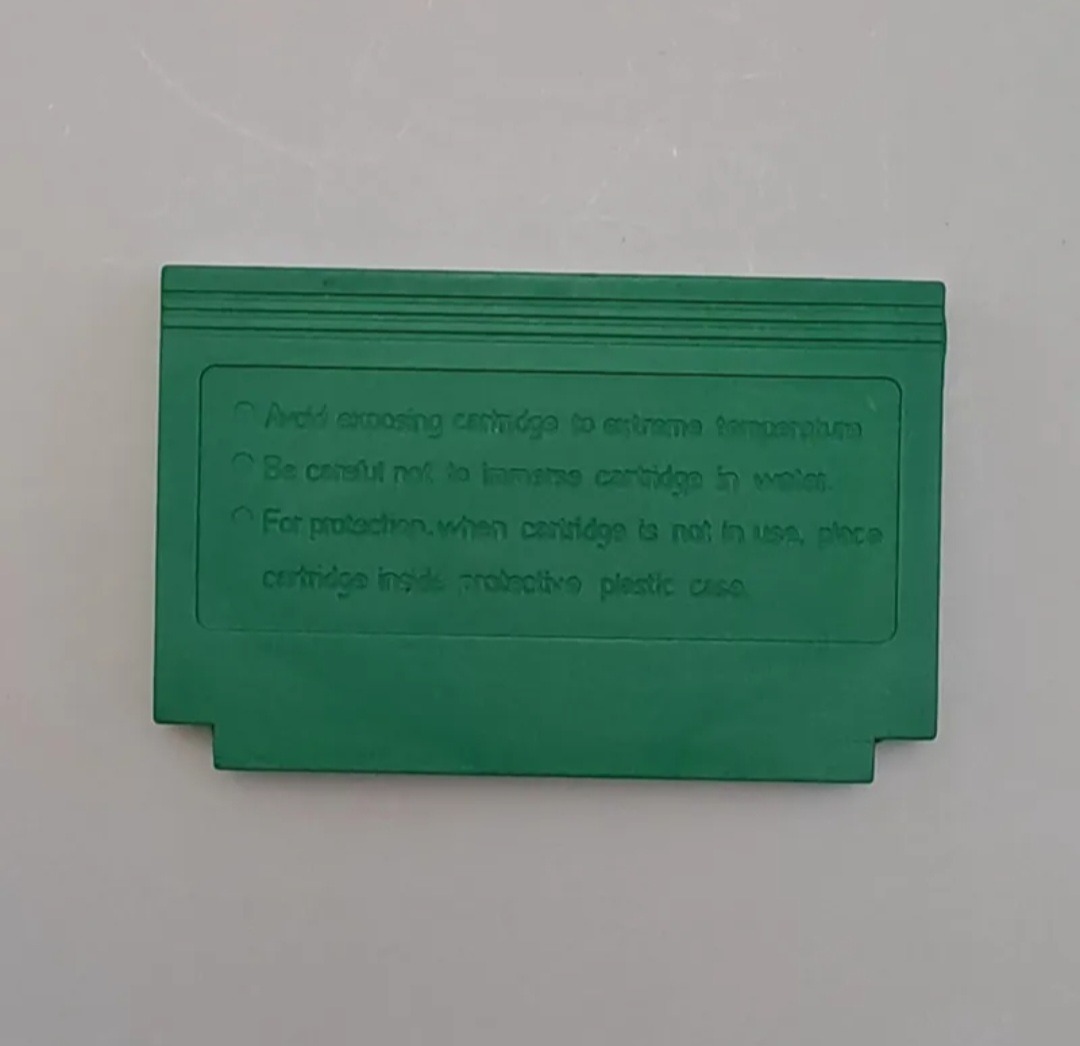 Avoid exposing cartridge to extreme temperature
Be careful not to immerse cartridge in water.
For protection, when cartridge is not in use, place
cartridge inside protective plastic case.